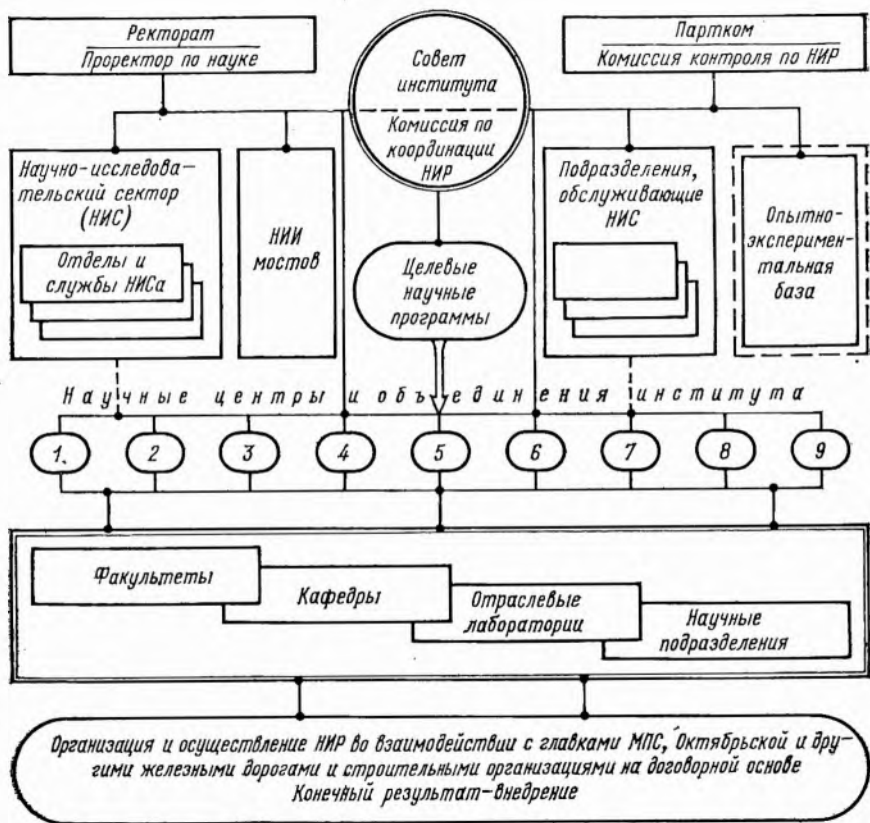 Ректорат
Проректор по науке
Совет
института
Комиссия по
координации
НИР
Партком
Комиссия контроля по НИР
Научно-исследова-
тельский сектор
(НИС)
Отделы и
службы НИСа
НИИ
мостов
Целевые
научные
программы
Подразделения,
обслуживающие
НИС
Опытно-
эксперимен-
тальная
база
Научные центры и объединения института
1.
2
3
4
5
6
7
8
9
Факультеты
Кафедры
Отраслевые
лаборатории
Научные
подразделения
Организация и осуществление НИР во взаимодействии с главками МПС, Октябрьской и дру-
гими железными дорогами и строительными организациями на договорной основе
Конечный результат-внедрение